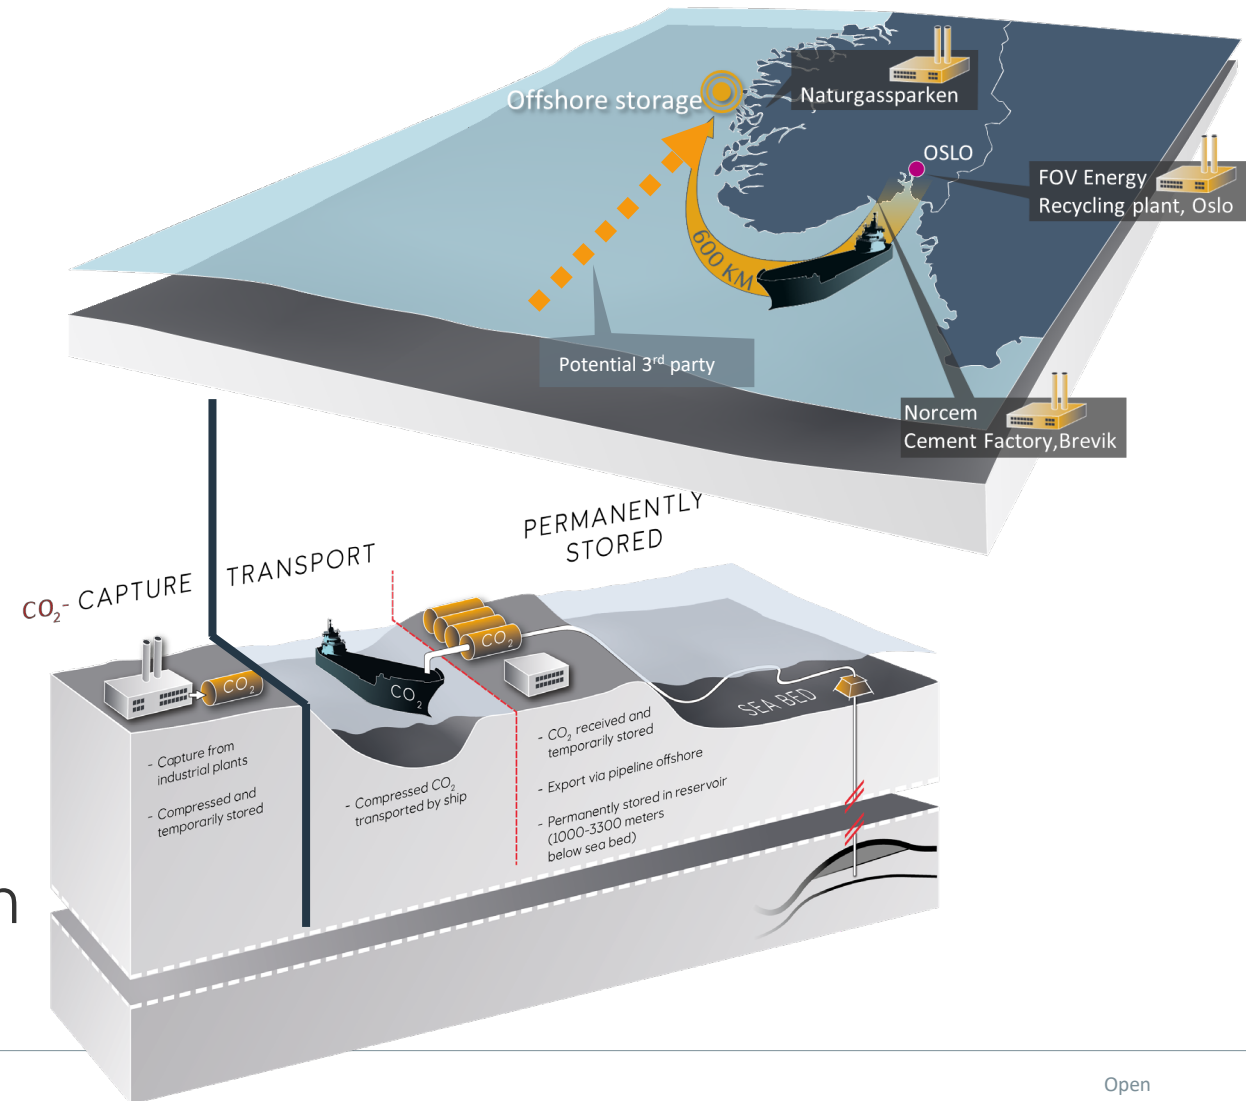 Offshore storage
Naturgassparken
OSLO
FOV Energy
Recycling plant, Oslo
600 KM
Potential 3rd party
Norcem
Cement Factory,Brevik
CO2- CAPTURE
TRANSPORT
PERMANENTLY
STORED
CO2
CO2
CO2
SEA BED
- Capture from
industrial plants
- Compressed and
temporarily stored
- Compressed CO2
transported by ship
- CO2 received and
temporarily stored
- Export via pipeline offshore
- Permanently stored in reservoir
(1000-3300 meters
below sea bed)
n
Open